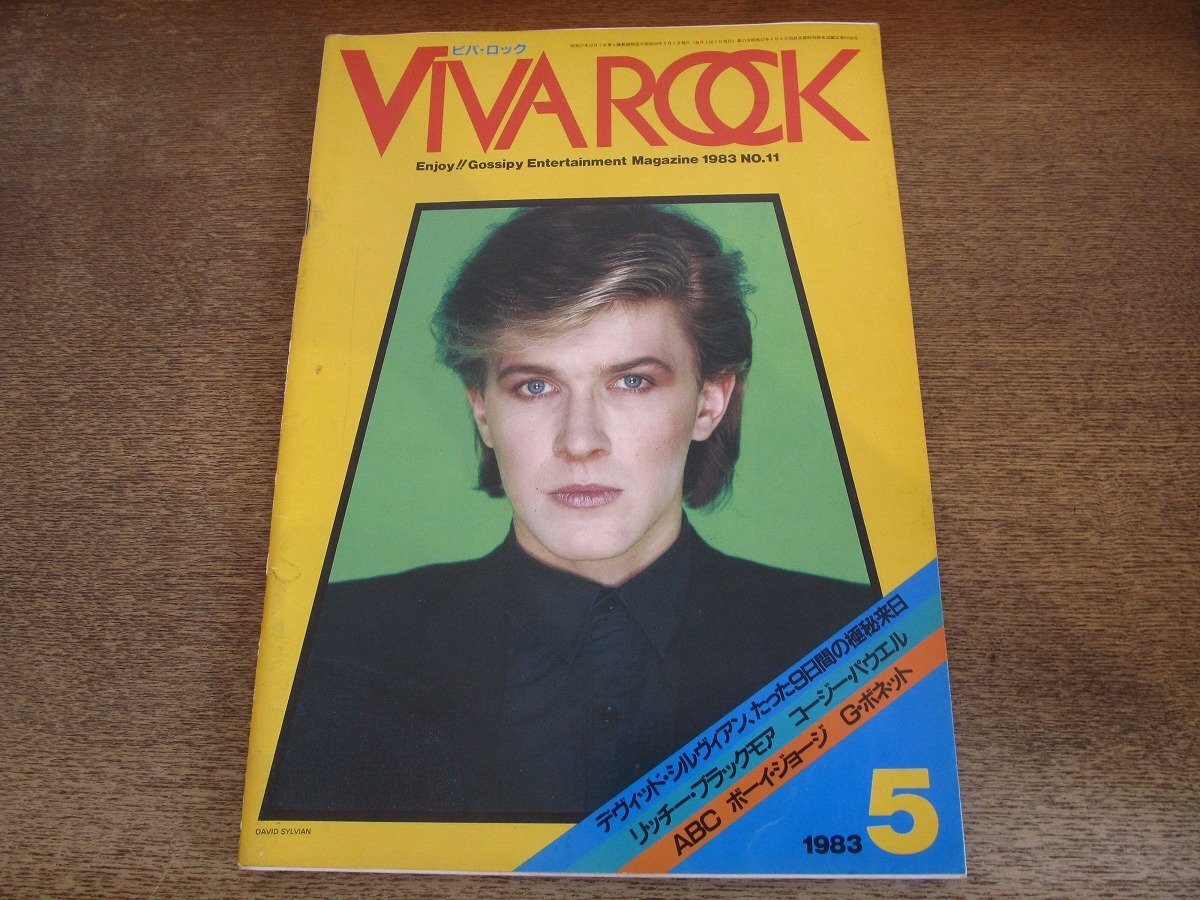 ビバ・ロック
VIVA ROCK
Enjoy!! Gossipy Entertainment Magazine 1983 NO.11
DAVID SYLVIAN
デヴィッド・シルヴィアン、たった9日間の極秘来日
リッチー・ブラックモア コージー・パウエル
ABC ボーイ・ジョージ G・ボネット
1983 5